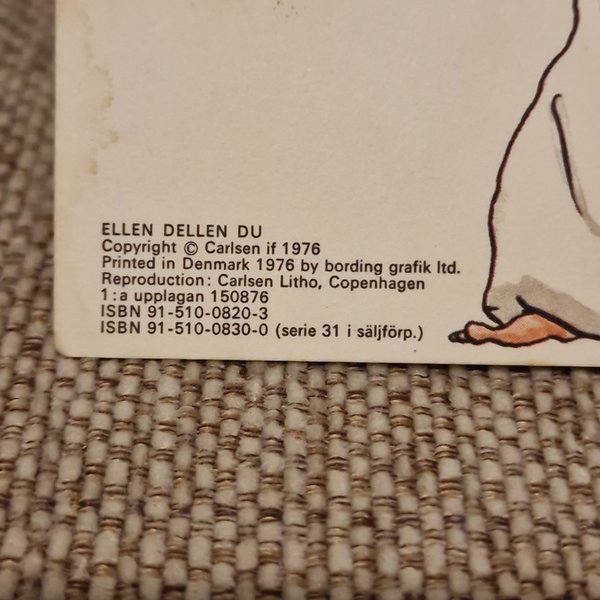 ELLEN DELLEN DU
Copyright © Carlsen if 1976
Printed in Denmark 1976 by bording grafik ltd.
Reproduction: Carlsen Litho, Copenhagen
1:a upplagan 150876
ISBN 91-510-0820-3
ISBN 91-510-0830-0 (serie 31 i säljförp.)